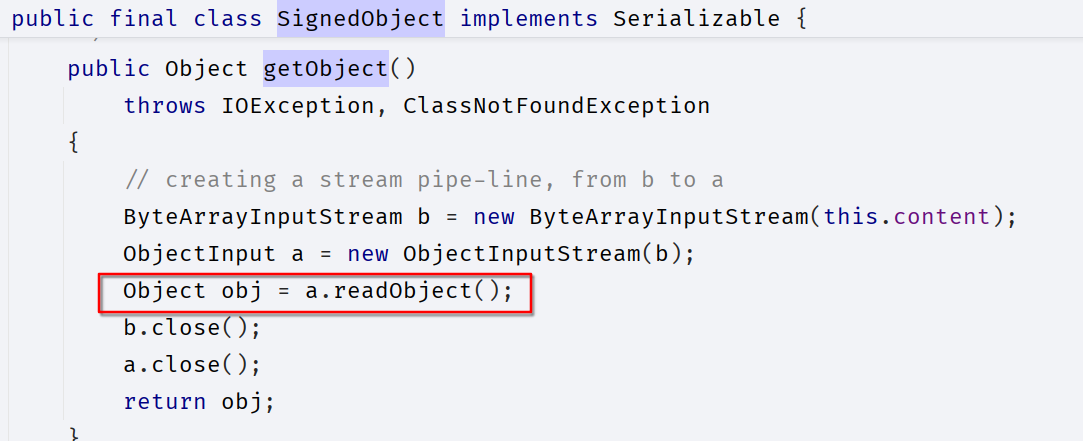 public final class SignedObject implements Serializable {
public Object getObject()
throws IOException, ClassNotFoundException
{
// creating a stream pipe-line, from b to a
ByteArrayInputStream b = new ByteArrayInputStream(this.content);
ObjectInput a = new ObjectInputStream(b);
Object obj = a.readObject();
b.close();
a.close();
return obj;
}